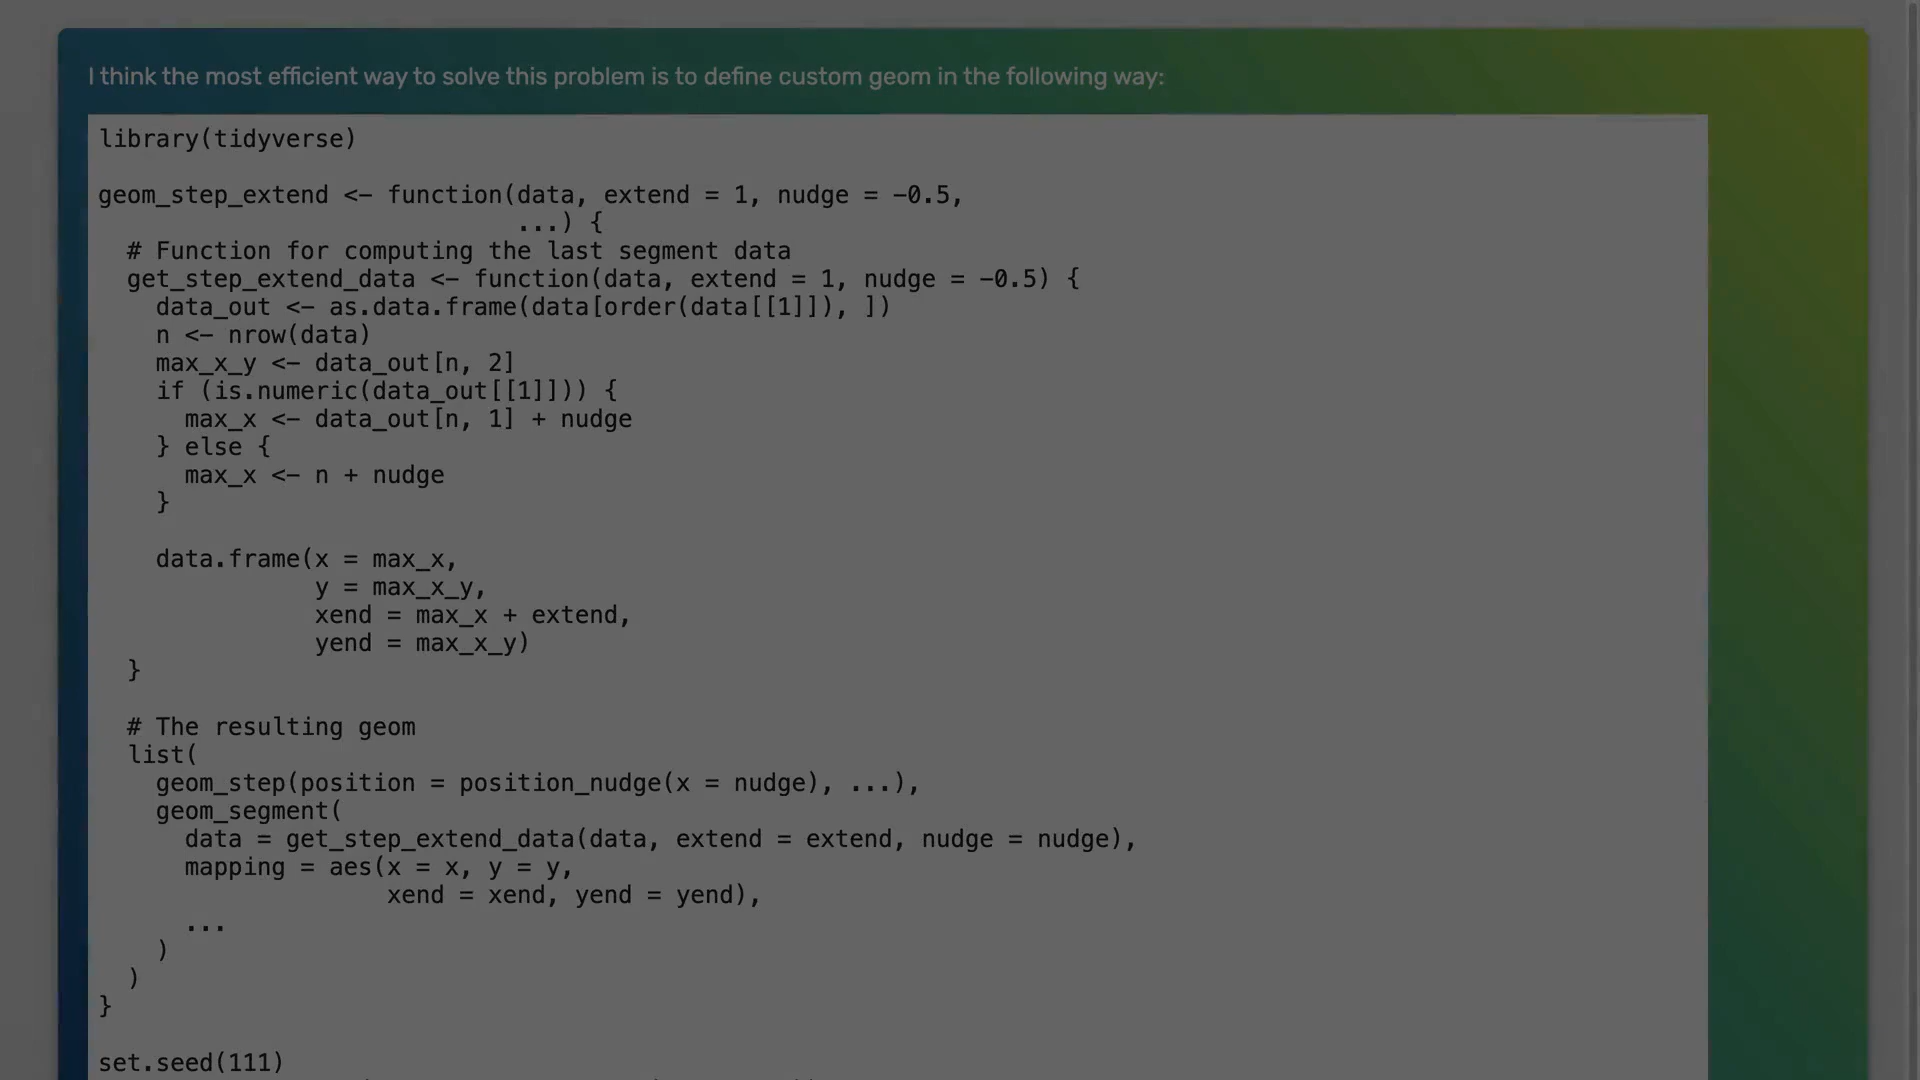 I think the most efficient way to solve this problem is to define custom geom in the following way:
library(tidyverse)
geom_step_extend <- function(data, extend = 1, nudge = -0.5,
                             ...) {
  # Function for computing the last segment data
  get_step_extend_data <- function(data, extend = 1, nudge = -0.5) {
    data_out <- as.data.frame(data[order(data[[1]]), ])
    n <- nrow(data)
    max_x_y <- data_out[n, 2]
    if (is.numeric(data_out[[1]])) {
      max_x <- data_out[n, 1] + nudge
    } else {
      max_x <- n + nudge
    }
    data.frame(x = max_x,
               y = max_x_y,
               xend = max_x + extend,
               yend = max_x_y)
  }
  # The resulting geom
  list(
    geom_step(position = position_nudge(x = nudge), ...),
    geom_segment(
      data = get_step_extend_data(data, extend = extend, nudge = nudge),
      mapping = aes(x = x, y = y,
                    xend = xend, yend = yend),
      ...
    )
  )
}
set.seed(111)